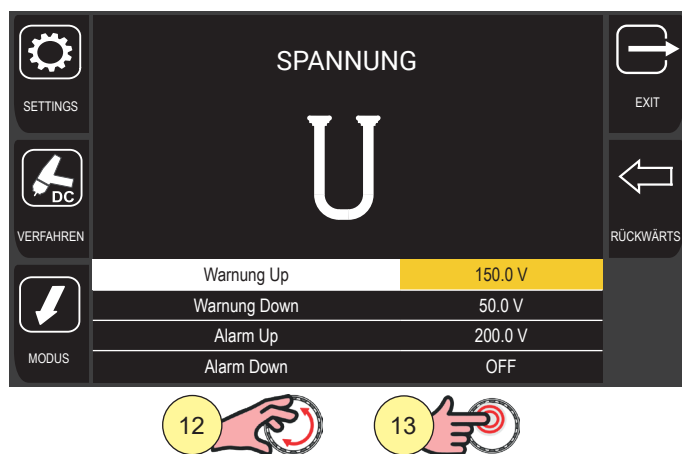 SPANNUNG
U
SETTINGS
DC
VERFAHREN
MODUS
EXIT
RÜCKWÄRTS
Warnung Up 150.0 V
Warnung Down 50.0 V
Alarm Up 200.0 V
Alarm Down OFF
12 13